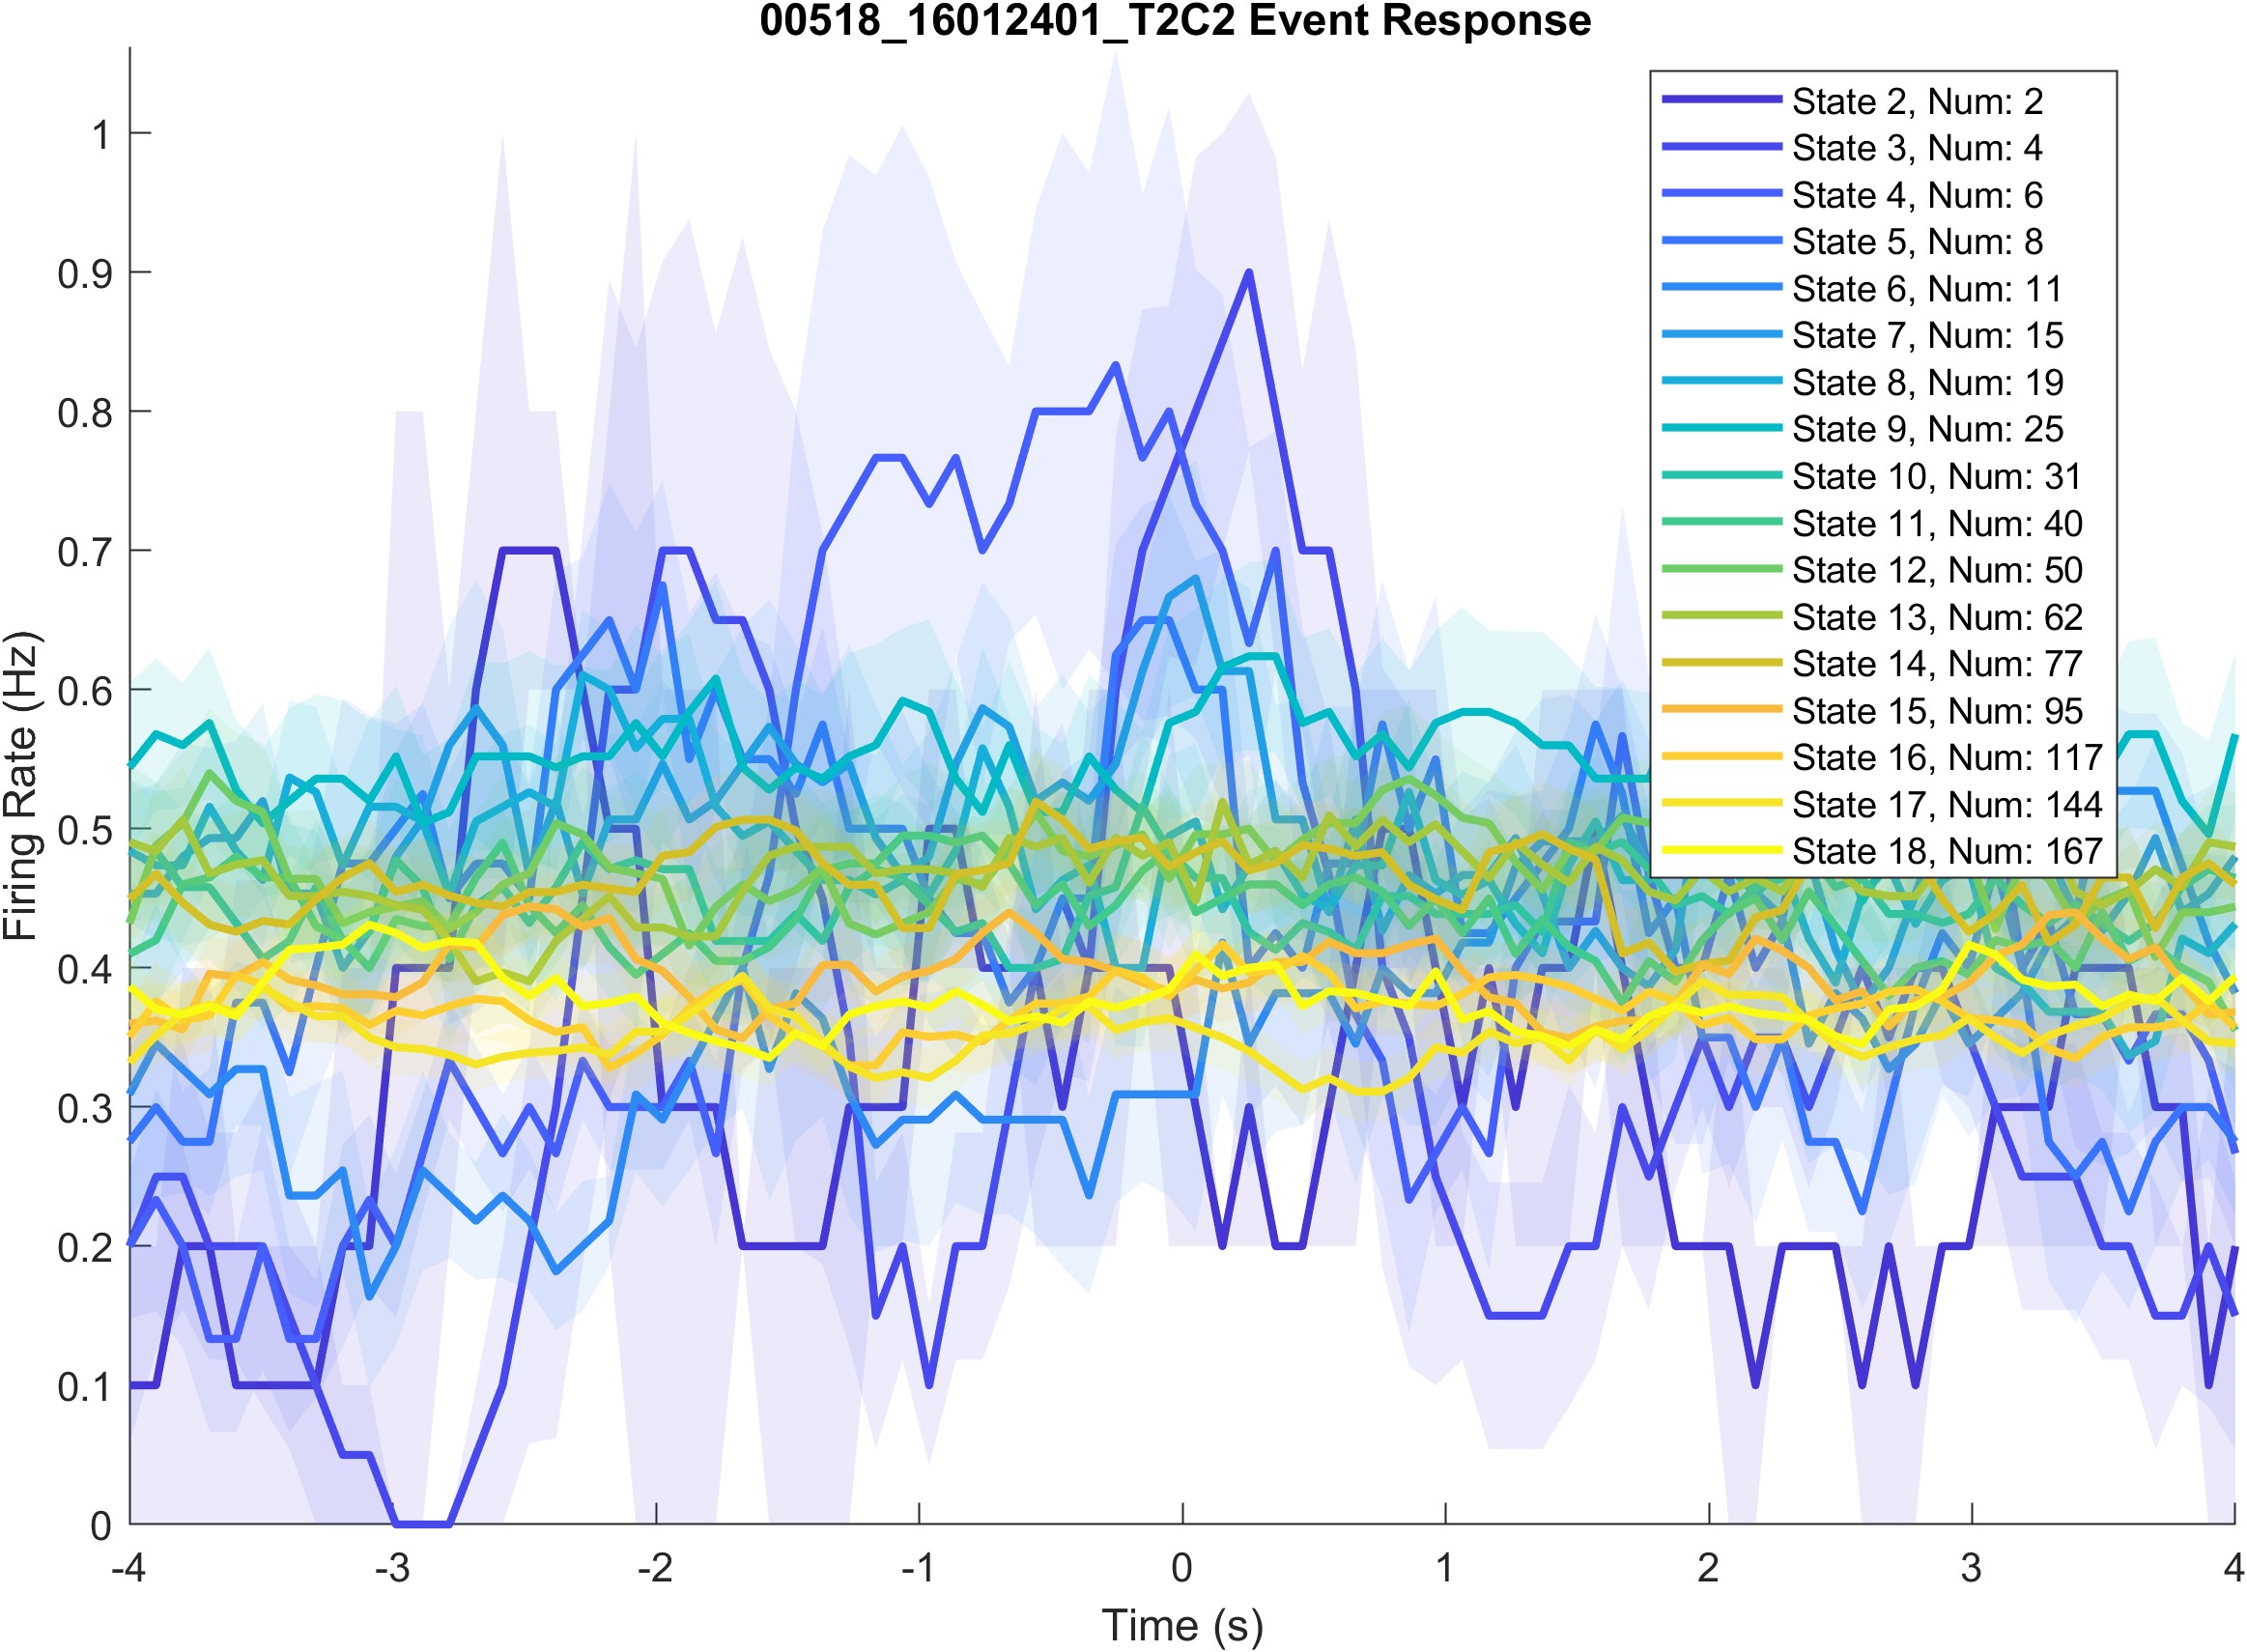 00518_16012401_T2C2 Event Response
Firing Rate (Hz)
1
0.9
0.8
0.7
0.6
0.5
0.4
0.3
0.2
0.1
0
-4
-3
-2
-1
0
1
2
3
4
Time (s)
State 2, Num: 2
State 3, Num: 4
State 4, Num: 6
State 5, Num: 8
State 6, Num: 11
State 7, Num: 15
State 8, Num: 19
State 9, Num: 25
State 10, Num: 31
State 11, Num: 40
State 12, Num: 50
State 13, Num: 62
State 14, Num: 77
State 15, Num: 95
State 16, Num: 117
State 17, Num: 144
State 18, Num: 167